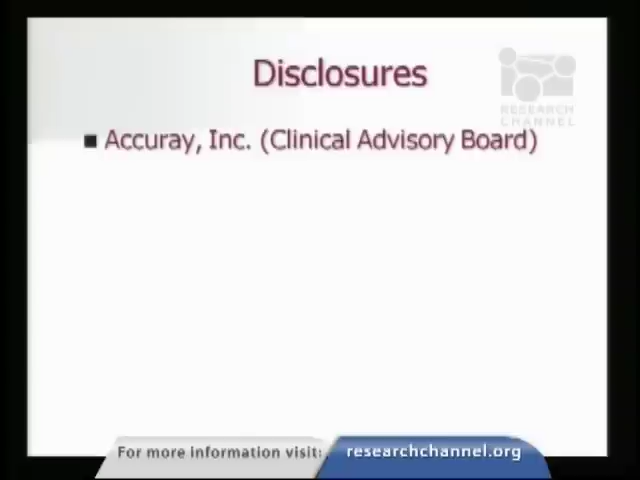 Disclosures
RESEARCH
CHANNEL
■ Accuray, Inc. (Clinical Advisory Board)
For more information visit: researchchannel.org